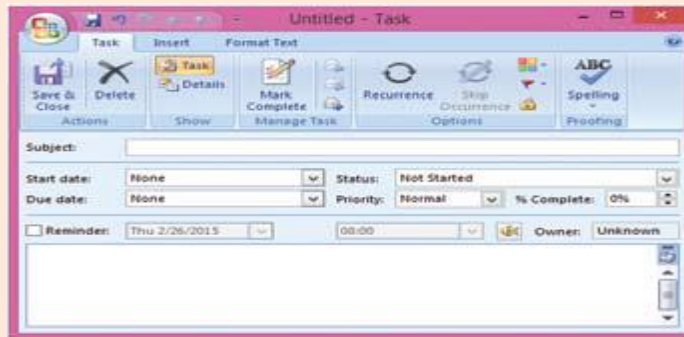 Untitled - Task
Task Insert Format Text
Save & Close
Delete
Task
Details
Mark Complete
Recurrence
Skip Occurrence
ABC
Spelling
Actions Show Manage Task Options Proofing
Subject:
Start date: None Status: Not Started
Due date: None Priority: Normal % Complete: 0%
Reminder: Thu 2/26/2015 00:00 Owner: Unknown